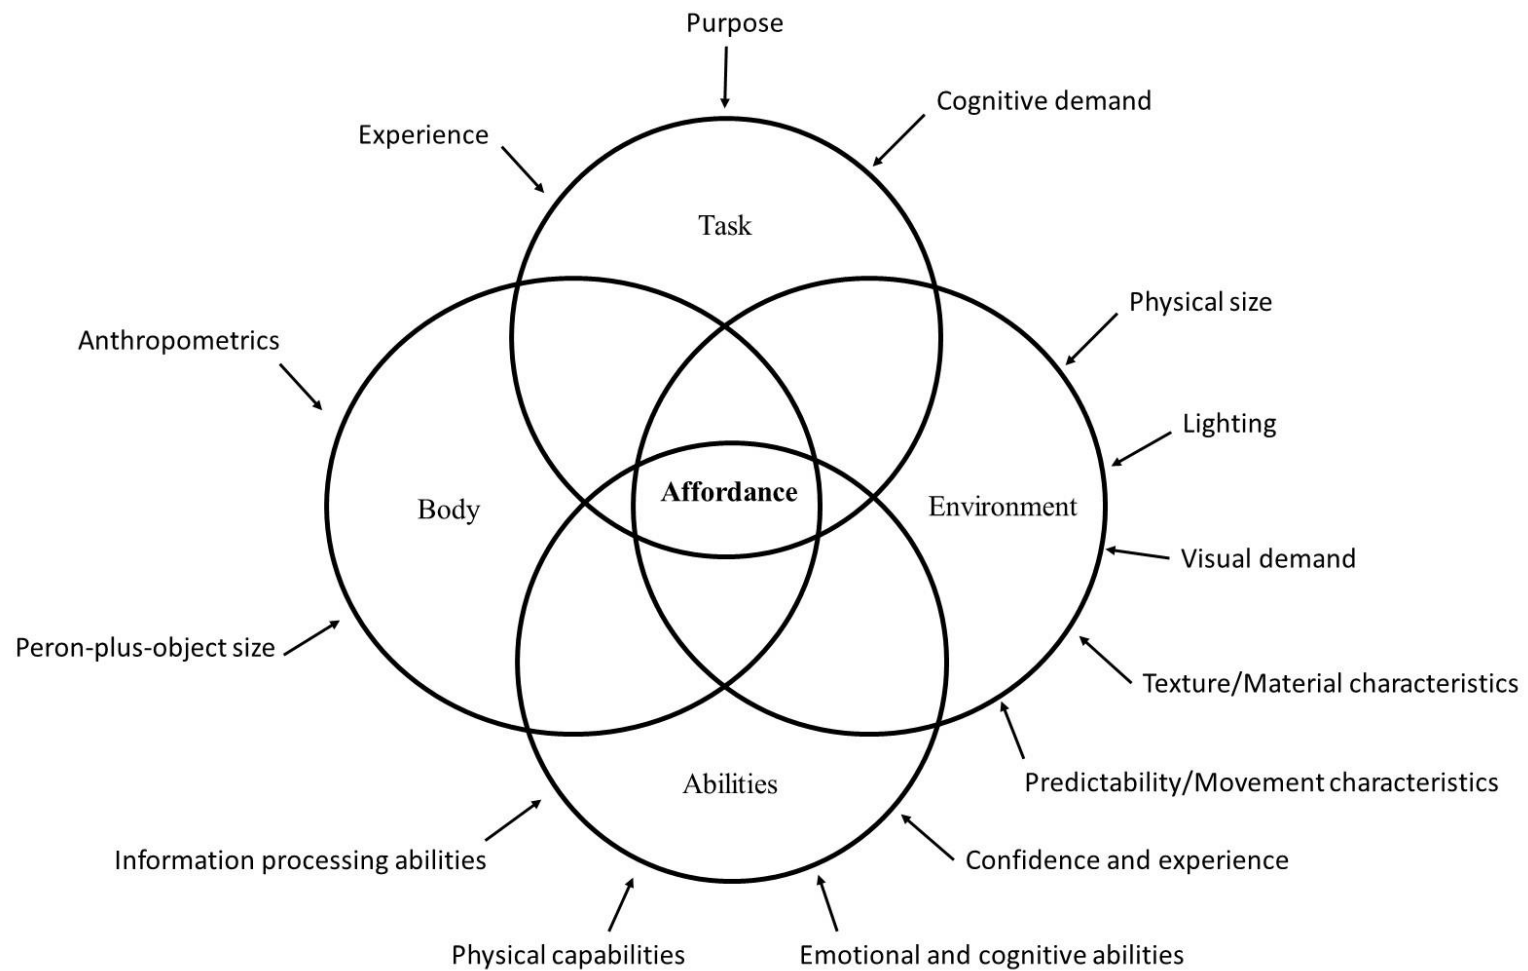 Purpose
Cognitive demand
Experience
Task
Physical size
Anthropometrics
Lighting
Affordance
Body
Environment
Visual demand
Peron-plus-object size
Texture/Material characteristics
Abilities
Predictability/Movement characteristics
Information processing abilities
Confidence and experience
Physical capabilities
Emotional and cognitive abilities